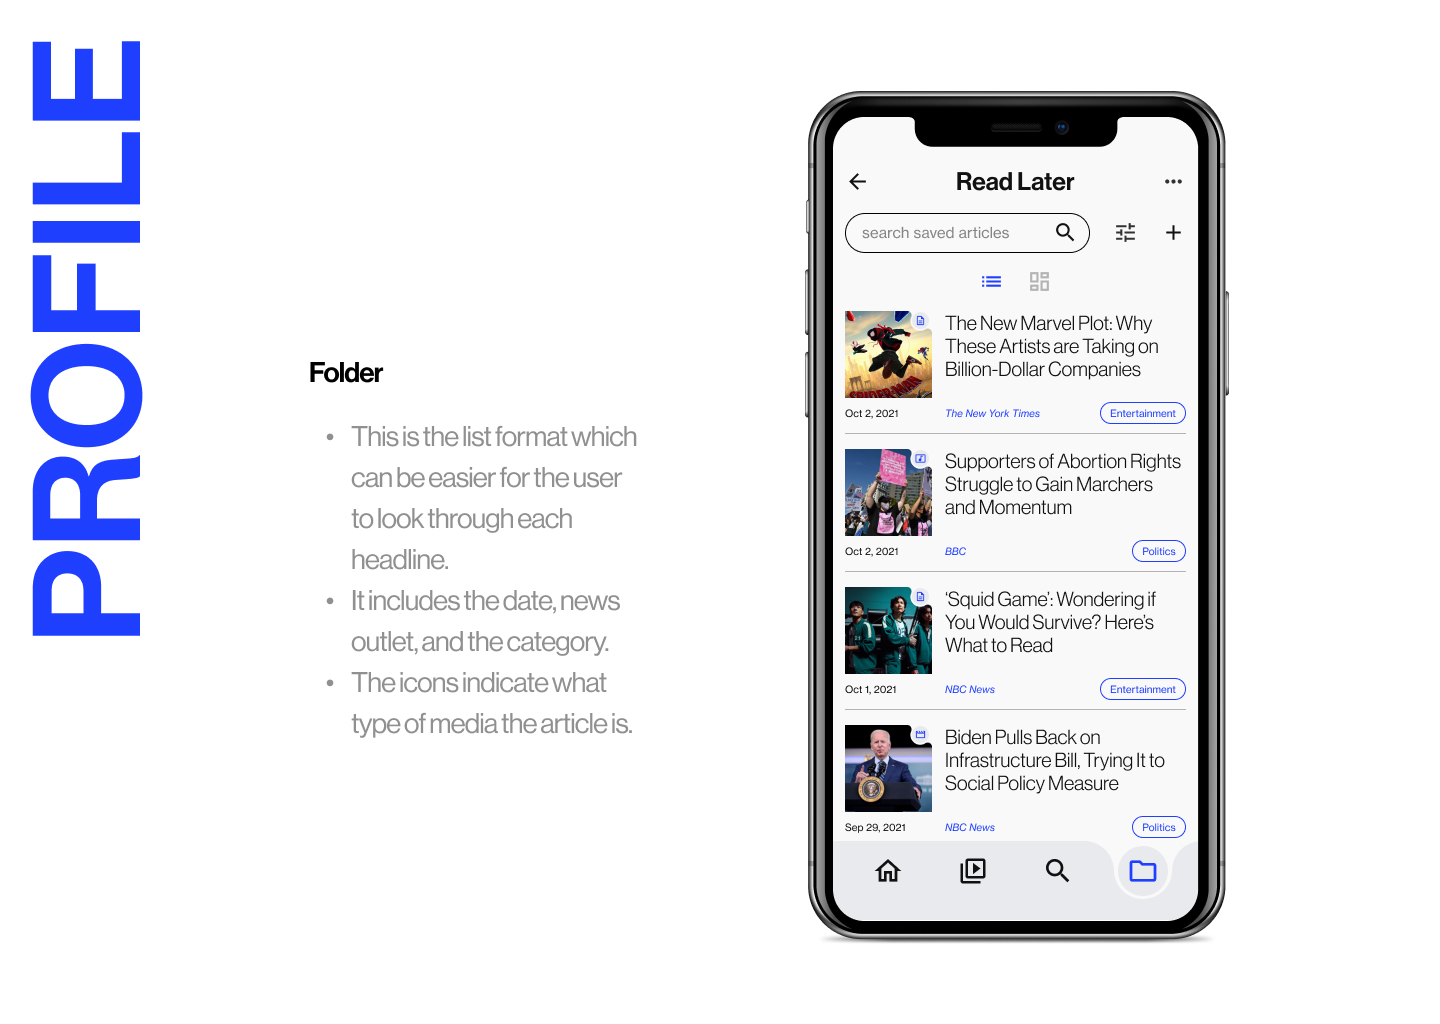 PROFILE
Folder
• This is the list format which
can be easier for the user
to look through each
headline.
• It includes the date, news
outlet, and the category.
• The icons indicate what
type of media the article is.
Read Later
search saved articles
The New Marvel Plot: Why
These Artists are Taking on
Billion-Dollar Companies
SPIDER-MAN
Oct 2, 2021 The New York Times Entertainment
Supporters of Abortion Rights
Struggle to Gain Marchers
and Momentum
Oct 2, 2021 BBC Politics
‘Squid Game’: Wondering if
You Would Survive? Here’s
What to Read
Oct 1, 2021 NBC News Entertainment
Biden Pulls Back on
Infrastructure Bill, Trying It to
Social Policy Measure
Sep 29, 2021 NBC News Politics